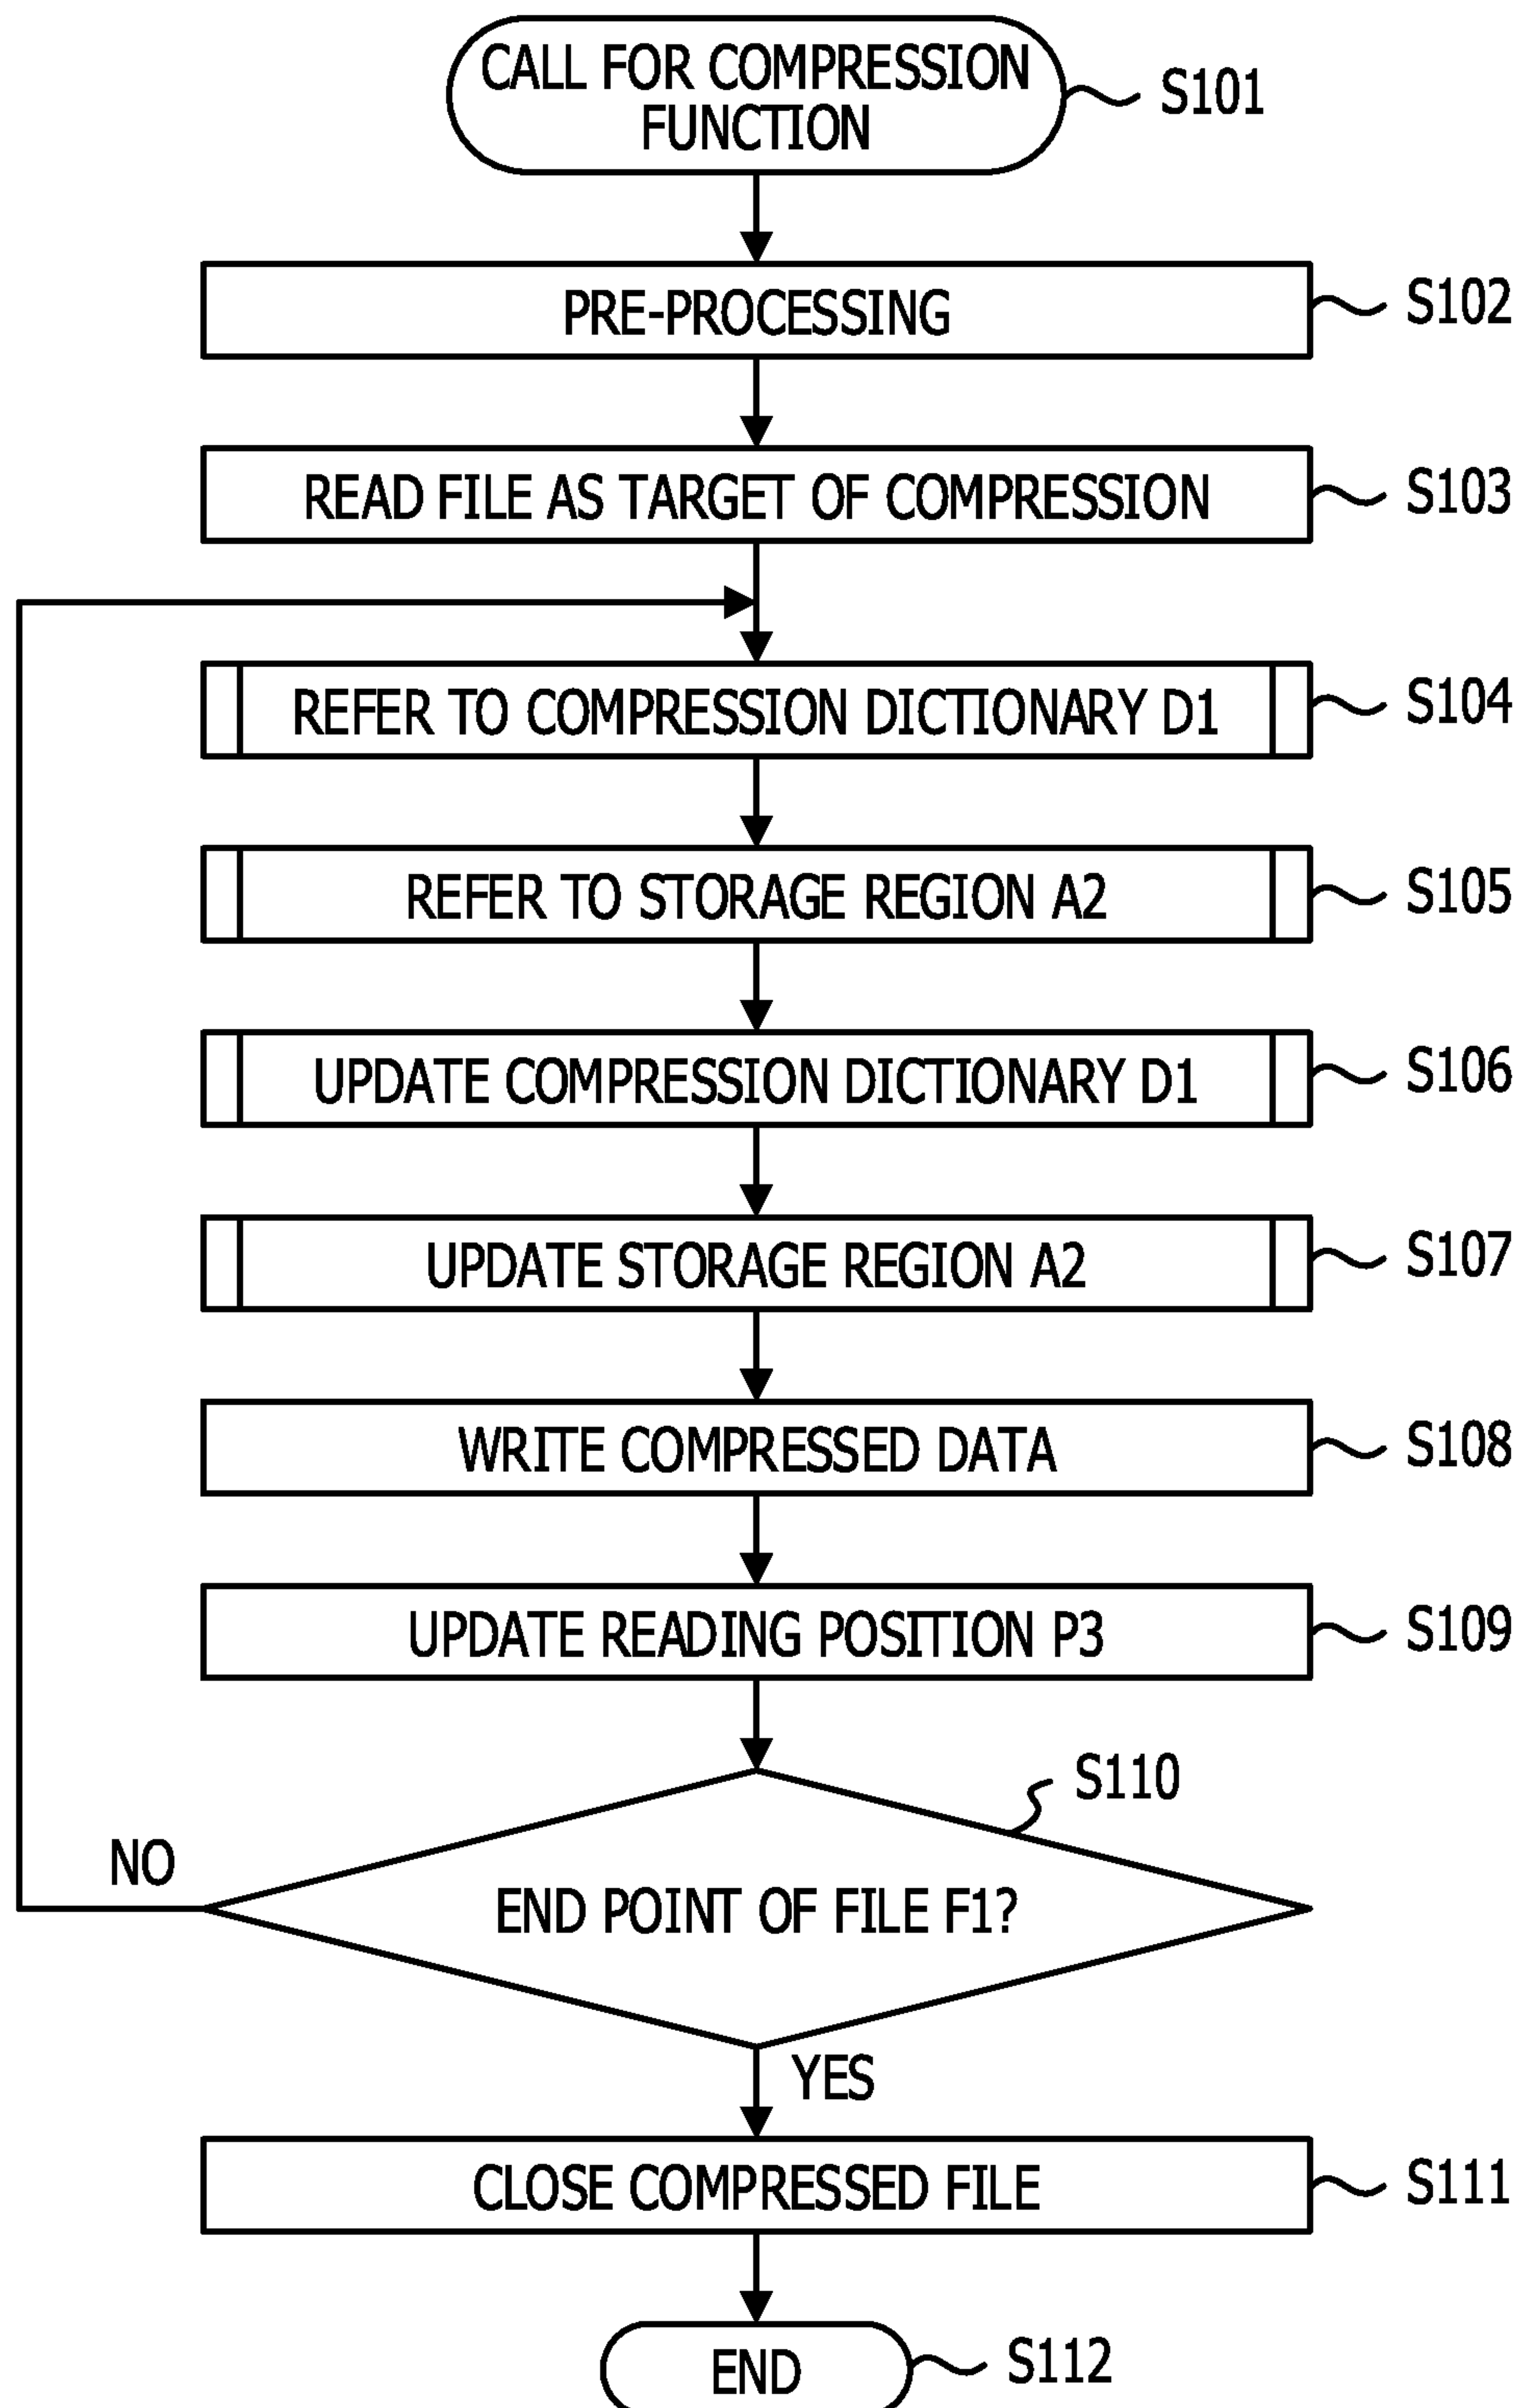 CALL FOR COMPRESSION
FUNCTION
S101
PRE-PROCESSING
S102
READ FILE AS TARGET OF COMPRESSION
S103
REFER TO COMPRESSION DICTIONARY D1
S104
REFER TO STORAGE REGION A2
S105
UPDATE COMPRESSION DICTIONARY D1
S106
UPDATE STORAGE REGION A2
S107
WRITE COMPRESSED DATA
S108
UPDATE READING POSITION P3
S109
S110
NO
END POINT OF FILE F1?
YES
CLOSE COMPRESSED FILE
S111
END
S112